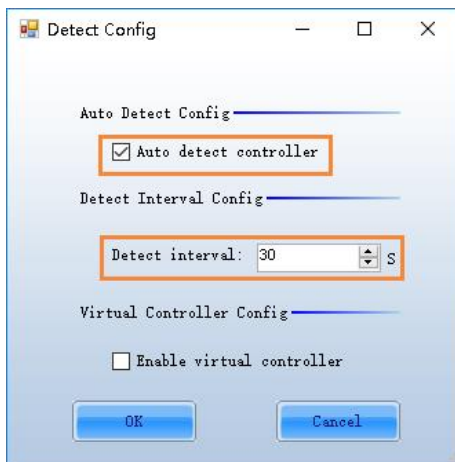 Detect Config
Auto Detect Config
Auto detect controller
Detect Interval Config
Detect interval: 30 S
Virtual Controller Config
Enable virtual controller
OK Cancel